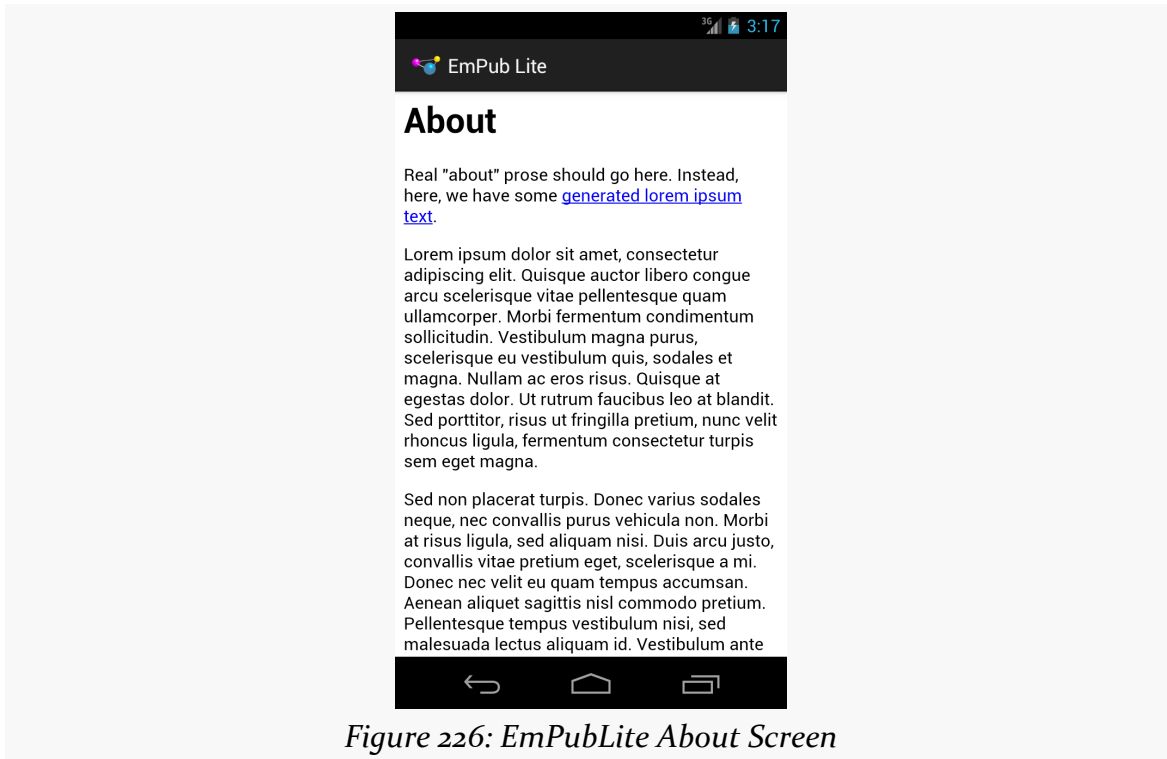 3G 3:17
EmPub Lite
About
Real "about" prose should go here. Instead,
here, we have some generated lorem ipsum
text.
Lorem ipsum dolor sit amet, consectetur
adipiscing elit. Quisque auctor libero congue
arcu scelerisque vitae pellentesque quam
ullamcorper. Morbi fermentum condimentum
sollicitudin. Vestibulum magna purus,
scelerisque eu vestibulum quis, sodales et
magna. Nullam ac eros risus. Quisque at
egestas dolor. Ut rutrum faucibus leo at blandit.
Sed porttitor, risus ut fringilla pretium, nunc velit
rhoncus ligula, fermentum consectetur turpis
sem eget magna.
Sed non placerat turpis. Donec varius sodales
neque, nec convallis purus vehicula non. Morbi
at risus ligula, sed aliquam nisi. Duis arcu justo,
convallis vitae pretium eget, scelerisque a mi.
Donec nec velit eu quam tempus accumsan.
Aenean aliquet sagittis nisl commodo pretium.
Pellentesque tempus vestibulum nisi, sed
malesuada lectus aliquam id. Vestibulum ante
Figure 226: EmPubLite About Screen